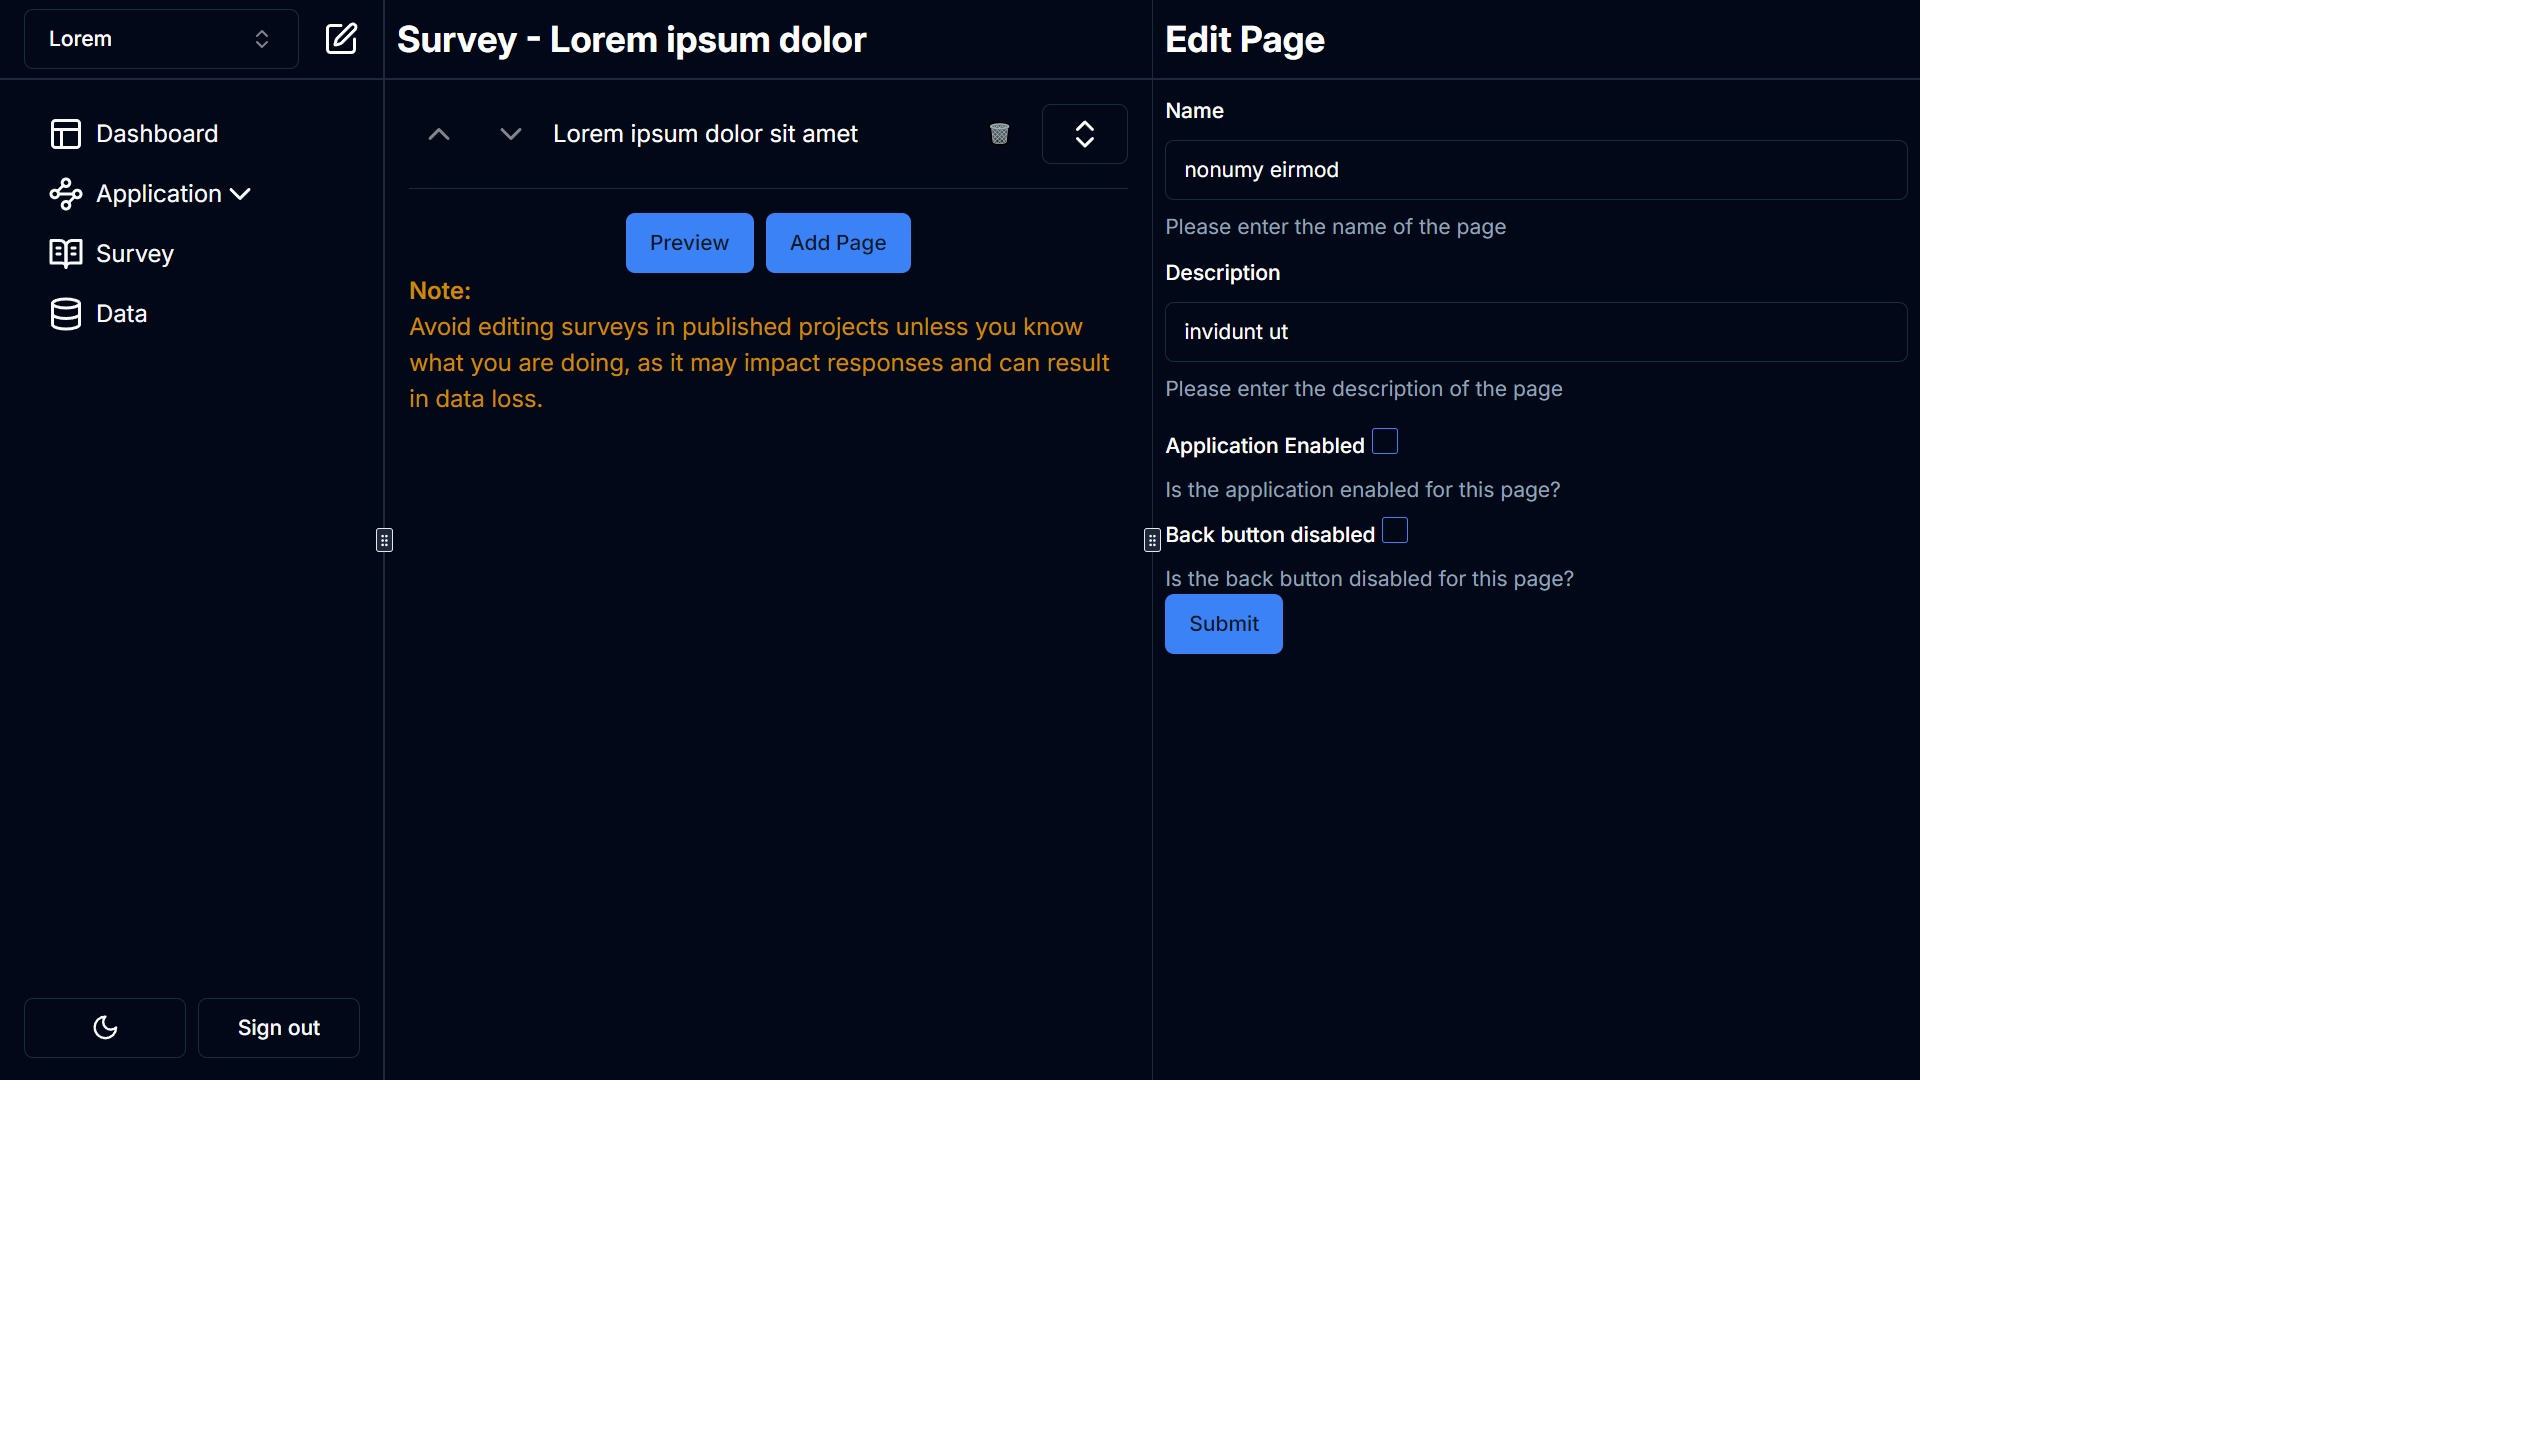 Lorem
Survey - Lorem ipsum dolor
Edit Page
Dashboard
Application
Survey
Data
Sign out
Lorem ipsum dolor sit amet
Preview
Add Page
Note:
Avoid editing surveys in published projects unless you know
what you are doing, as it may impact responses and can result
in data loss.
Name
nonumy eirmod
Please enter the name of the page
Description
invidunt ut
Please enter the description of the page
Application Enabled
Is the application enabled for this page?
Back button disabled
Is the back button disabled for this page?
Submit